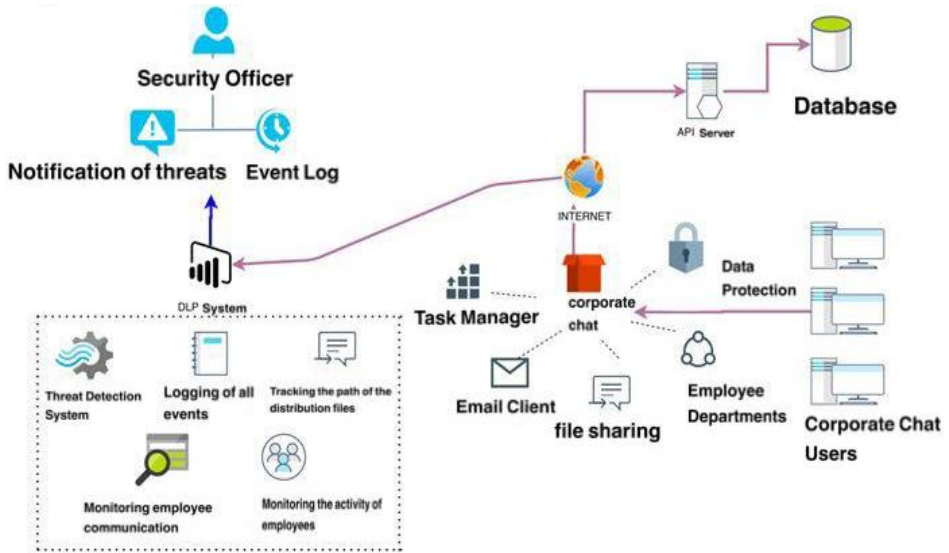 Security Officer
Notification of threats
Event Log
DLP System
Threat Detection
System
Logging of all
events
Tracking the path of the
distribution files
Monitoring employee
communication
Monitoring the activity of
employees
INTERNET
API Server
Database
corporate
chat
Task Manager
Email Client
file sharing
Employee
Departments
Data
Protection
Corporate Chat
Users